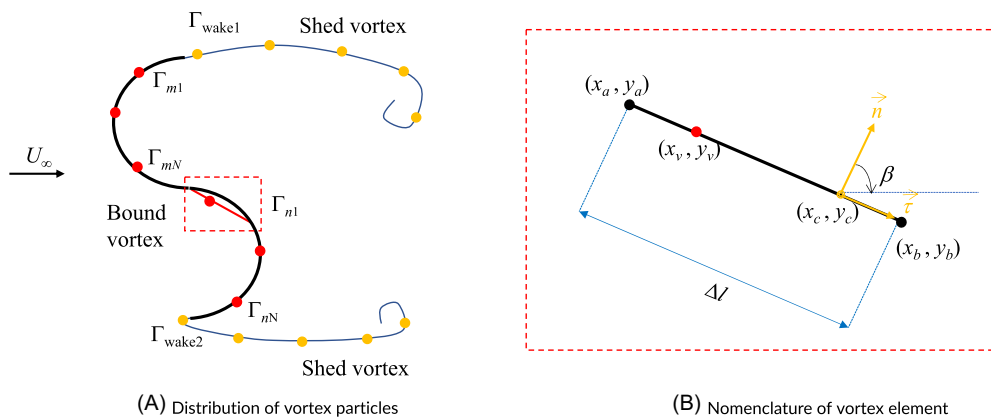 Γwake1
Shed vortex
Γm1
U∞
ΓmN
Bound
vortex
Γn1
ΓnN
Γwake2
Shed vortex
(A) Distribution of vortex particles
(xa, ya)
n
(xv, yv)
β
(xc, yc)
τ
(xb, yb)
Δl
(B) Nomenclature of vortex element